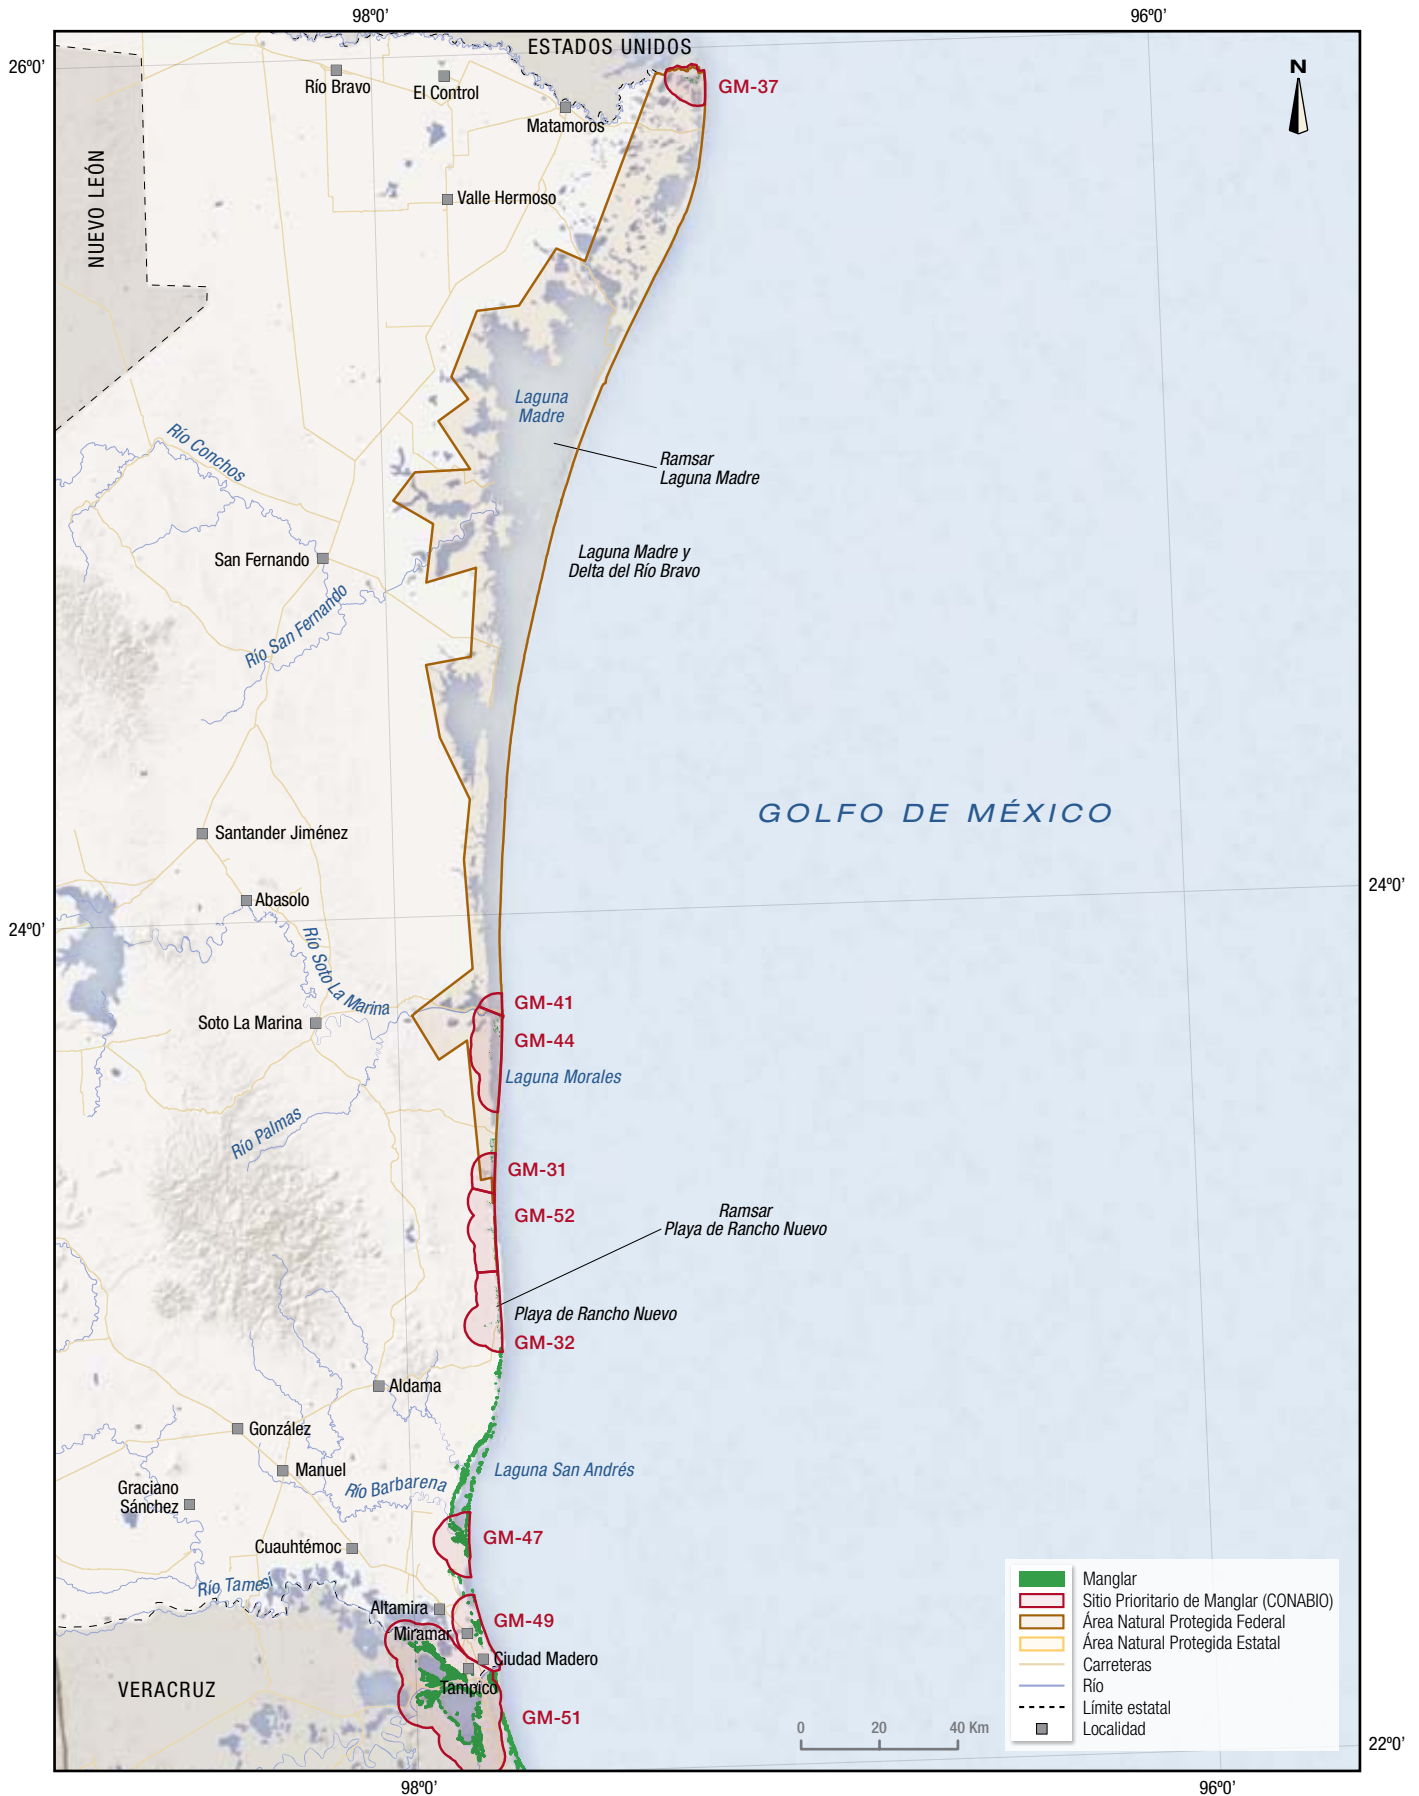 98º0’
96º0’
26º0’
ESTADOS UNIDOS
N
Río Bravo
El Control
GM-37
Matamoros
NUEVO LEÓN
Valle Hermoso
Laguna
Madre
Río Conchos
Ramsar
Laguna Madre
San Fernando
Laguna Madre y
Delta del Río Bravo
Río San Fernando
GOLFO DE MÉXICO
Santander Jiménez
24º0’
Abasolo
24º0’
Río Soto La Marina
GM-41
Soto La Marina
GM-44
Laguna Morales
Río Palmas
GM-31
GM-52
Ramsar
Playa de Rancho Nuevo
Playa de Rancho Nuevo
GM-32
Aldama
González
Manuel
Laguna San Andrés
Graciano
Sánchez
Río Barbarena
GM-47
Cuauhtémoc
Río Tamesí
Altamira
GM-49
Miramar
Ciudad Madero
Tampico
VERACRUZ
GM-51
Manglar
Sitio Prioritario de Manglar (CONABIO)
Área Natural Protegida Federal
Área Natural Protegida Estatal
Carreteras
Río
Límite estatal
Localidad
0 20 40 Km
22º0’
98º0’
96º0’